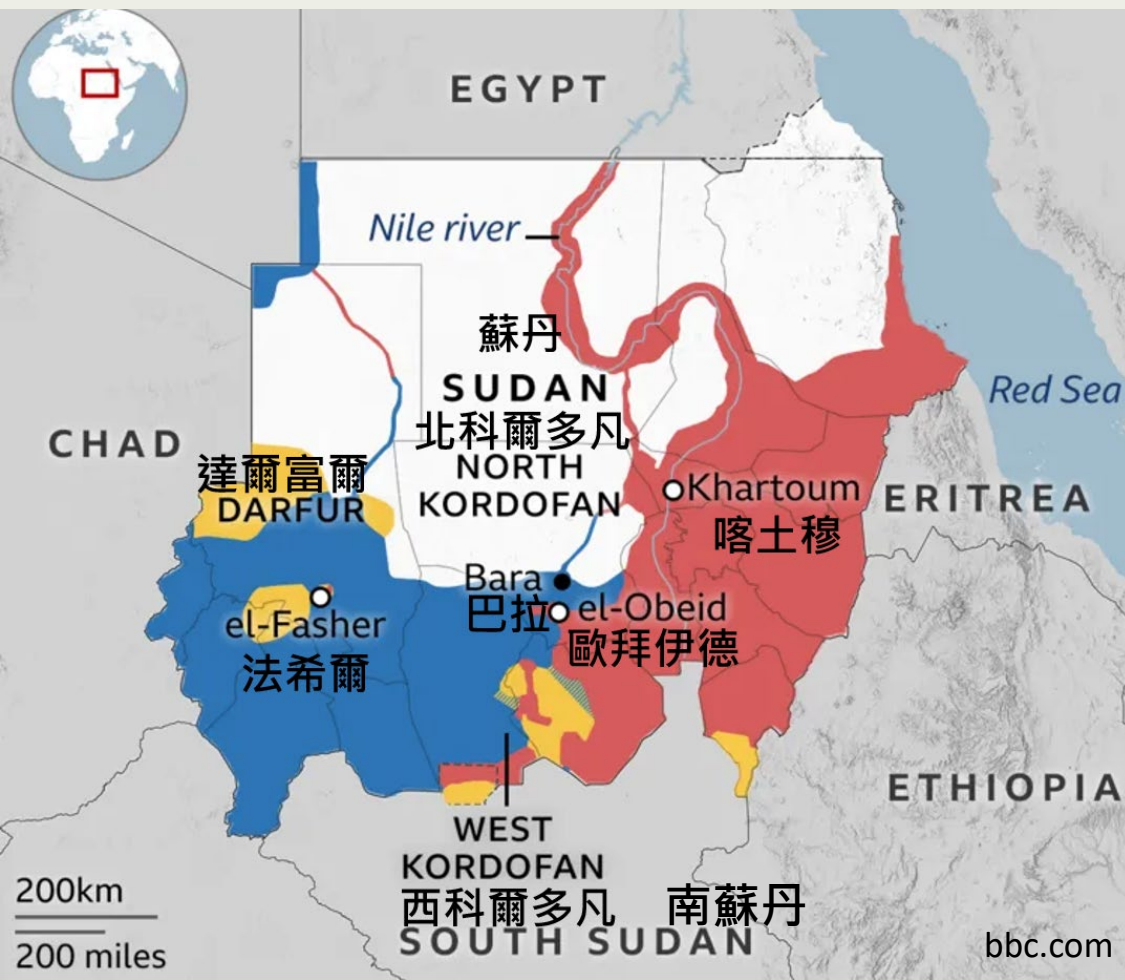 EGYPT
Nile river
蘇丹
SUDAN
Red Sea
北科爾多凡
CHAD
NORTH
KORDOFAN
達爾富爾
DARFUR
Khartoum
ERITREA
喀土穆
Bara
巴拉
el-Obeid
歐拜伊德
el-Fasher
法希爾
ETHIOPIA
WEST
KORDOFAN
西科爾多凡
南蘇丹
SOUTH SUDAN
200km
200 miles
bbc.com